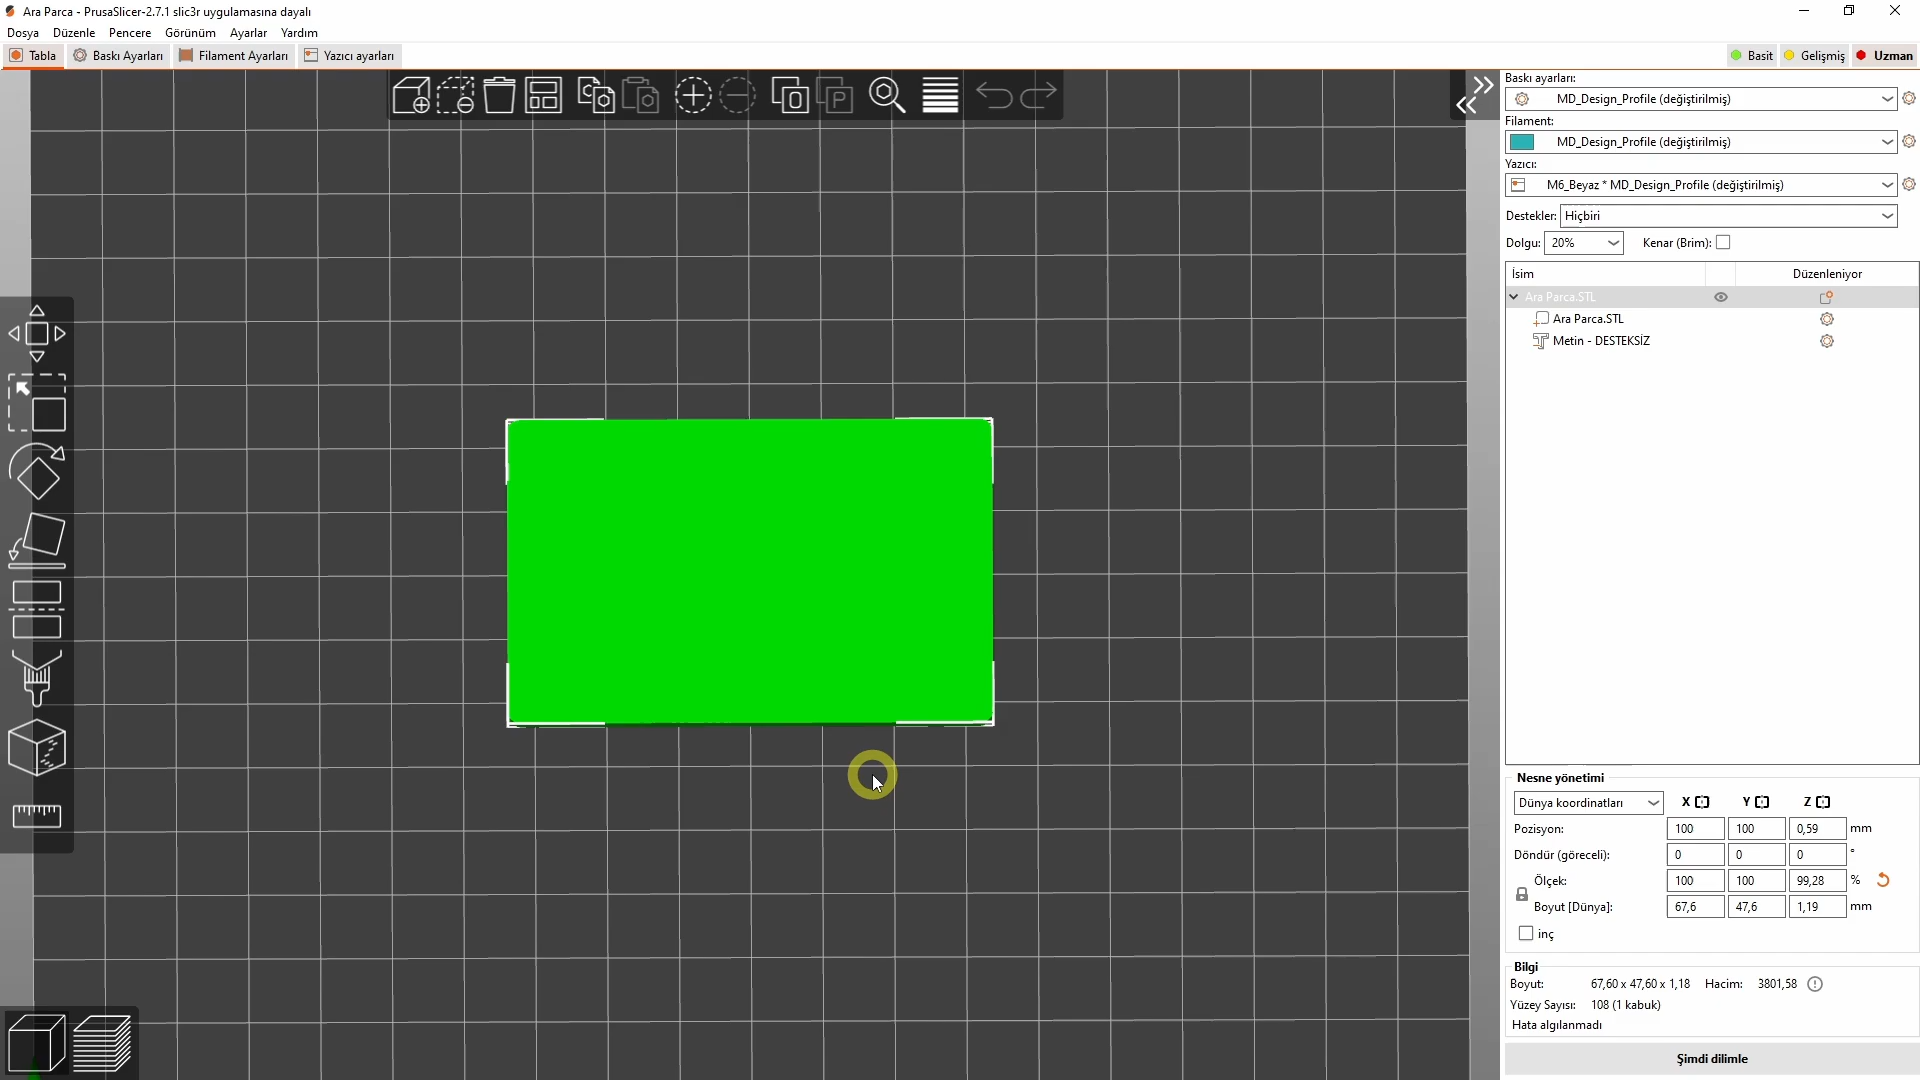 Ara Parca - PrusaSlicer-2.7.1 slic3r uygulamasına dayalı
Dosya Düzenle Pencere Görünüm Ayarlar Yardım
Tabla Baskı Ayarları Filament Ayarları Yazıcı ayarları Basit Gelişmiş Uzman
Baskı ayarları:
MD_Design_Profile (değiştirilmiş)
Filament:
MD_Design_Profile (değiştirilmiş)
Yazıcı:
M6_Beyaz * MD_Design_Profile (değiştirilmiş)
Destekler: Hiçbiri
Dolgu: 20% Kenar (Brim):
İsim Düzenleniyor
Ara Parca.STL
Ara Parca.STL
Metin - DESTEKSİZ
Nesne yönetimi
Dünya koordinatları X Y Z
Pozisyon: 100 100 0,59 mm
Döndür (göreceli): 0 0 0 °
Ölçek: 100 100 99,28 %
Boyut [Dünya]: 67,6 47,6 1,19 mm
inç
Bilgi
Boyut: 67,60 x 47,60 x 1,18 Hacim: 3801,58
Yüzey Sayısı: 108 (1 kabuk)
Hata algılanmadı
Şimdi dilimle